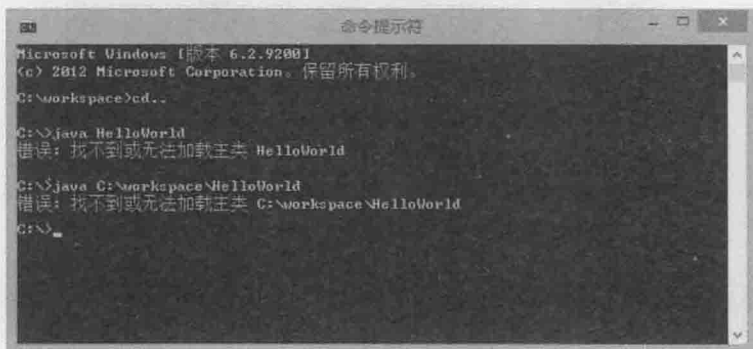 命令提示符
Microsoft Windows [版本 6.2.9200]
(c) 2012 Microsoft Corporation。保留所有权利。
C:\workspace>cd..
C:\>java HelloWorld
错误: 找不到或无法加载主类 HelloWorld
C:\>java C:\workspace\HelloWorld
错误: 找不到或无法加载主类 C:\workspace\HelloWorld
C:\>